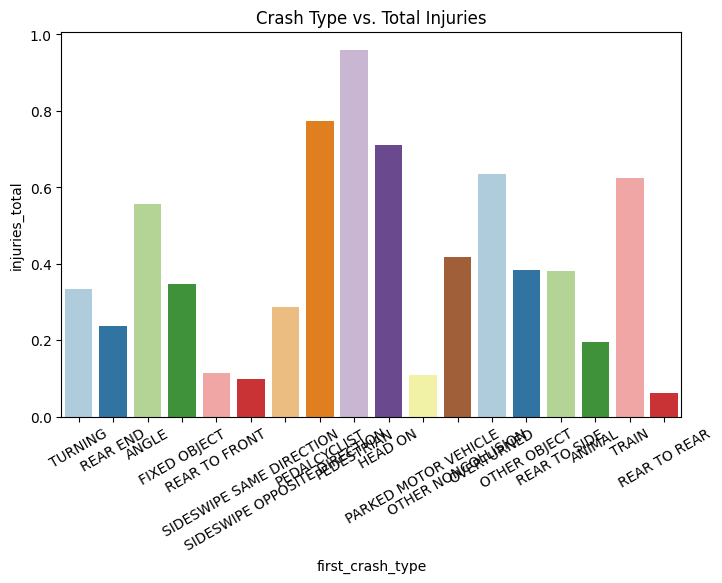 Crash Type vs. Total Injuries
injuries_total
1.0
0.8
0.6
0.4
0.2
0.0
TURNING
REAR END
ANGLE
FIXED OBJECT
REAR TO FRONT
SIDESWIPE SAME DIRECTION
SIDESWIPE OPPOSITE DIRECTION
PEDALCYCLIST
PEDESTRIAN
HEAD ON
PARKED MOTOR VEHICLE
OTHER NONCOLLISION
OVERTURNED
OTHER OBJECT
REAR TO SIDE
ANIMAL
TRAIN
REAR TO REAR
first_crash_type